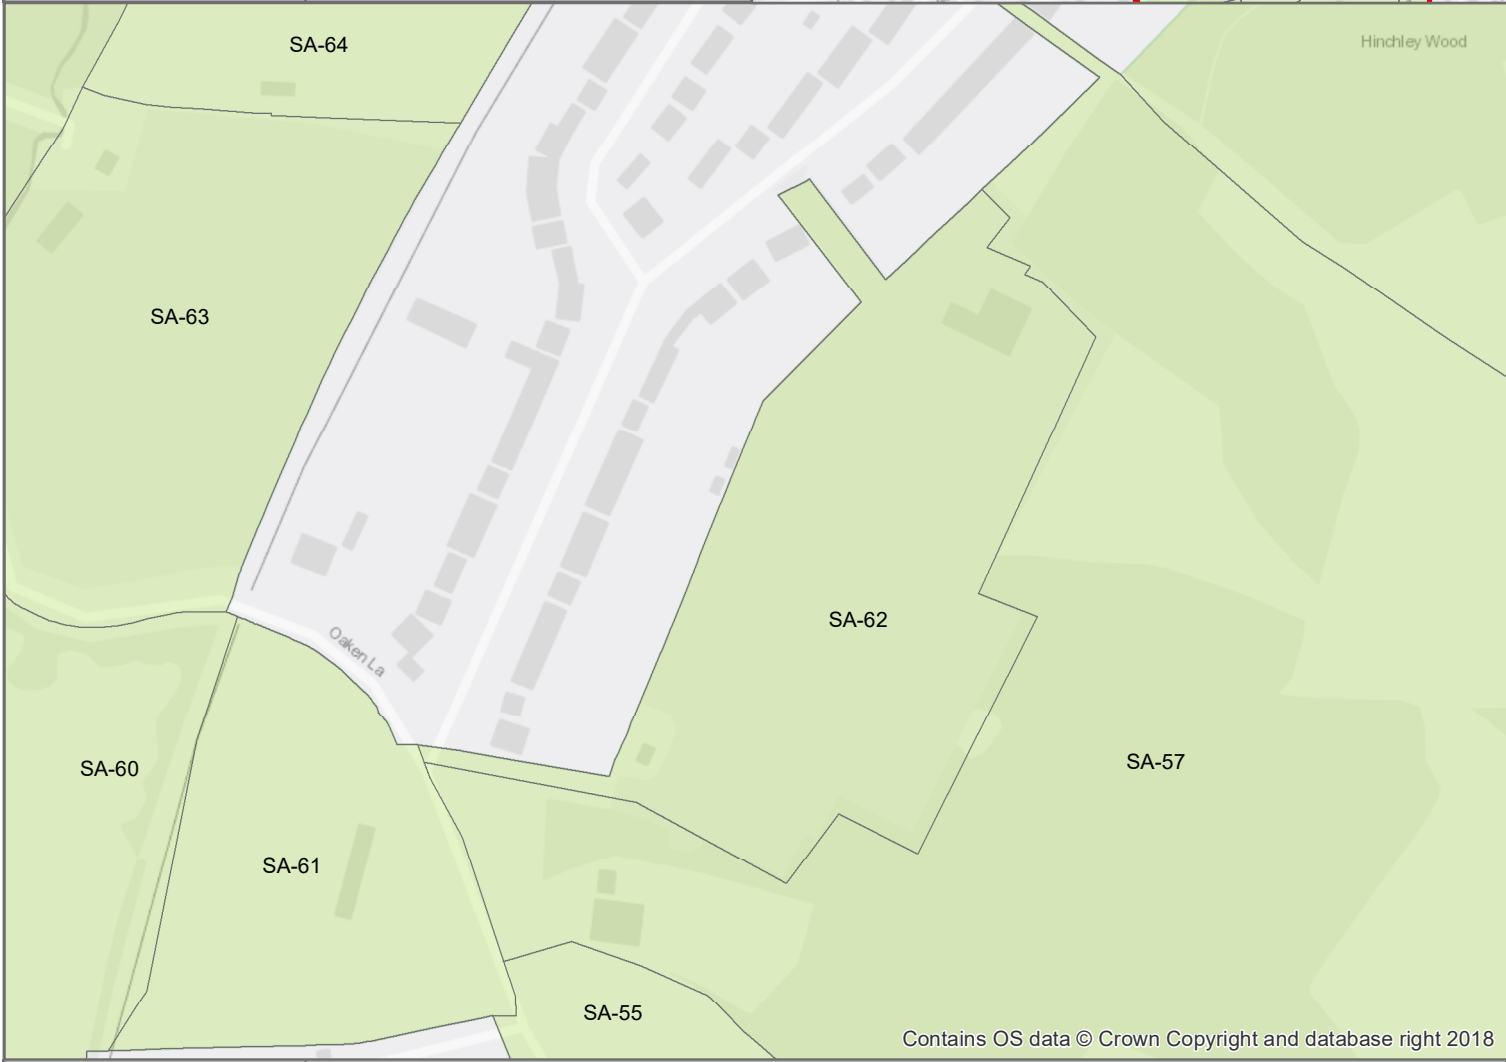 SA-64
Hinchley Wood
SA-63
SA-62
Oaken La
SA-60
SA-57
SA-61
SA-55
Contains OS data © Crown Copyright and database right 2018